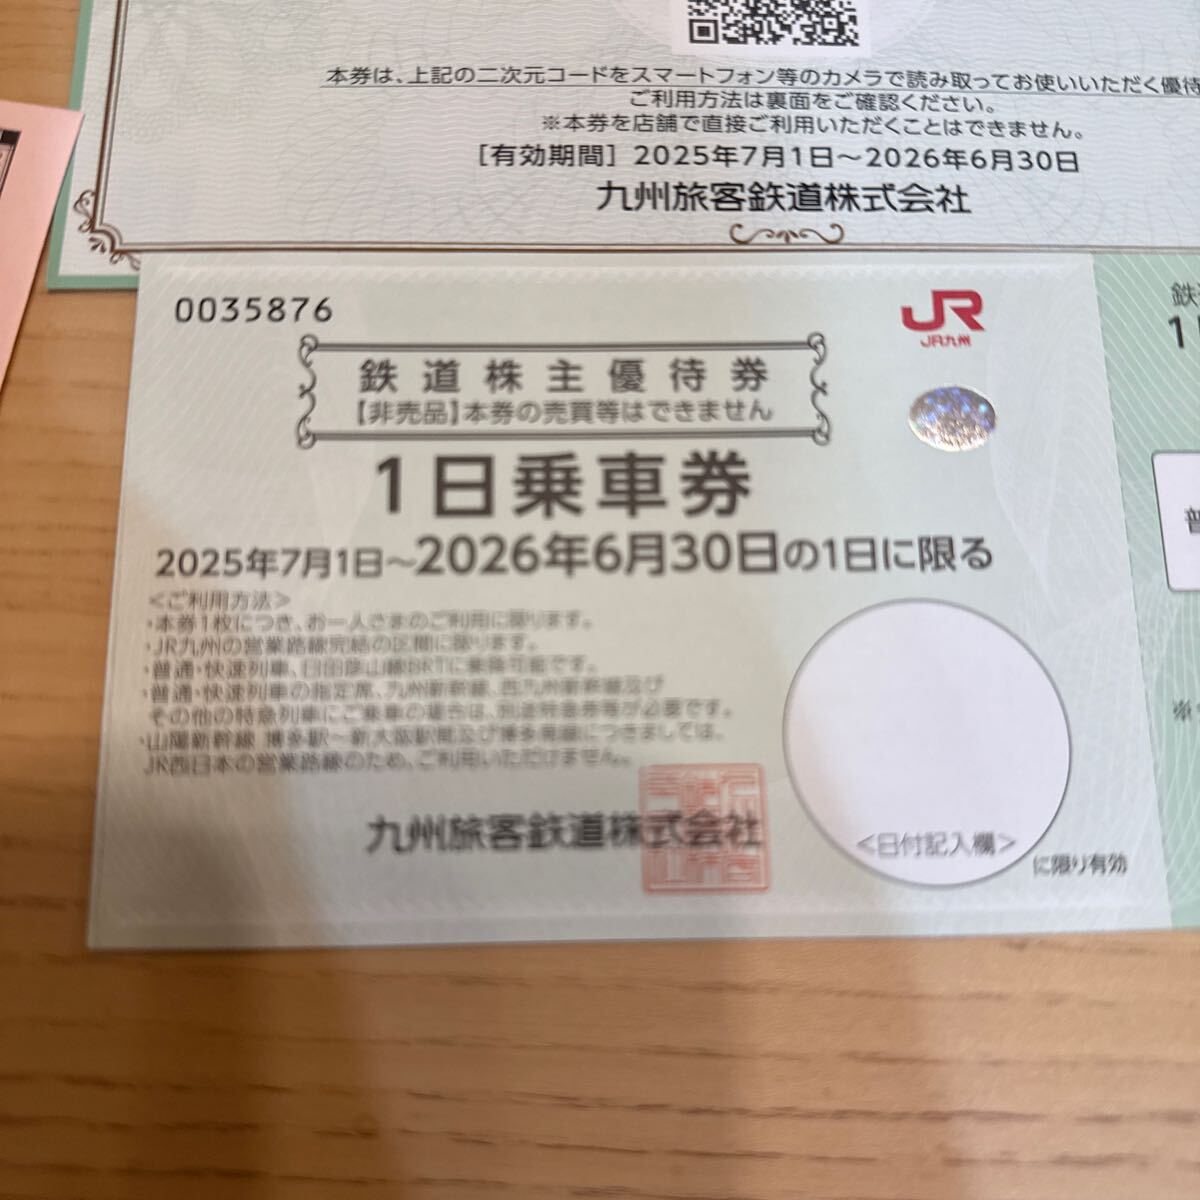 本券は、上記の二次元コードをスマートフォン等のカメラで読み取ってお使いいただく優待
ご利用方法は裏面をご確認ください。
※本券を店舗で直接ご利用いただくことはできません。
[有効期間] 2025年7月1日～2026年6月30日
九州旅客鉄道株式会社
0035876
JR
JR九州
鉄道株主優待券
【非売品】本券の売買等はできません
1日乗車券
2025年7月1日～2026年6月30日の1日に限る
＜ご利用方法＞
・本券1枚につき、お一人さまのご利用に限ります。
・JR九州の営業路線完結の区間に限ります。
・普通・快速列車、日田彦山線BRTに乗換可能です。
・普通・快速列車の指定席、九州新幹線、西九州新幹線及び
その他の特急列車にご乗車の場合は、別途特急券等が必要です。
・山陽新幹線 博多駅～新大阪駅間及び博多南線につきましては、
JR西日本の営業路線のため、ご利用いただけません。
九州旅客鉄道株式会社
＜日付記入欄＞
に限り有効
鉄
1
普
※